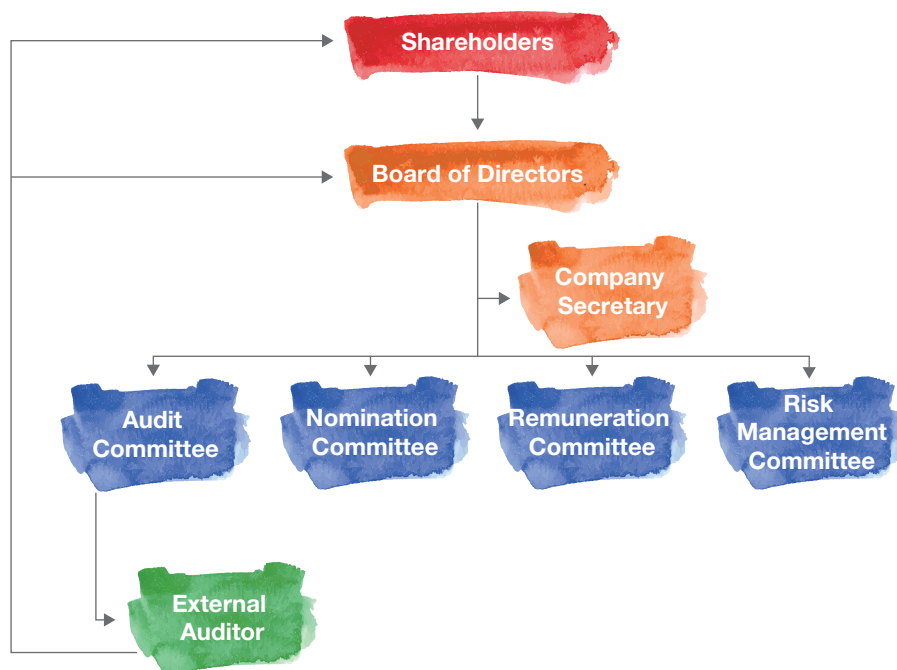 Shareholders
Board of Directors
Company
Secretary
Audit
Committee
Nomination
Committee
Remuneration
Committee
Risk
Management
Committee
External
Auditor